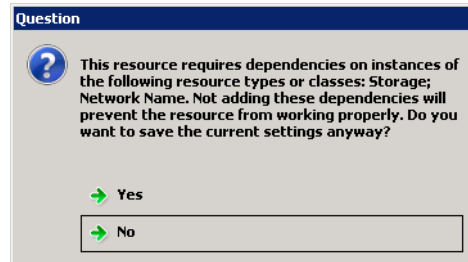 Question
This resource requires dependencies on instances of
the following resource types or classes: Storage;
Network Name. Not adding these dependencies will
prevent the resource from working properly. Do you
want to save the current settings anyway?
Yes
No